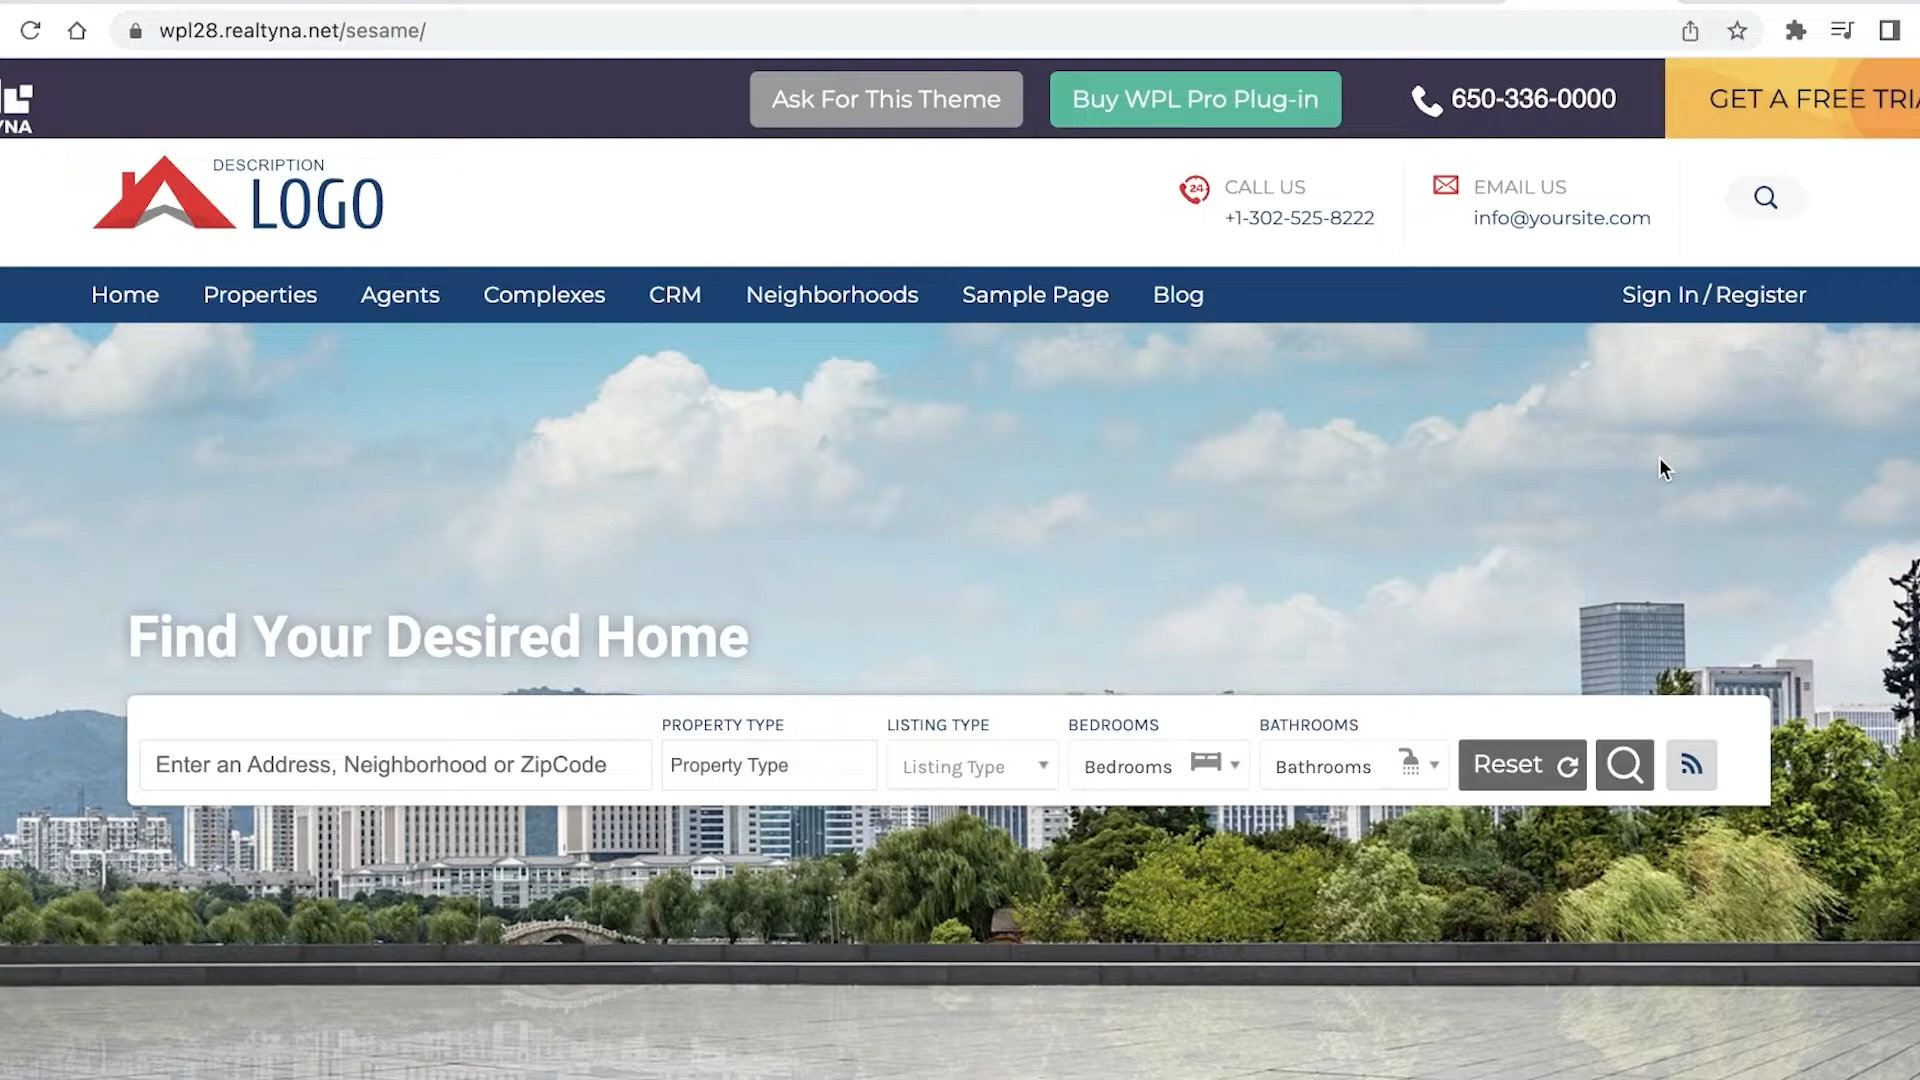 wpl28.realtyna.net/sesame/
YNA
Ask For This Theme
Buy WPL Pro Plug-in
650-336-0000
GET A FREE TRIA
DESCRIPTION
LOGO
24
CALL US
+1-302-525-8222
EMAIL US
info@yoursite.com
Home
Properties
Agents
Complexes
CRM
Neighborhoods
Sample Page
Blog
Sign In / Register
Find Your Desired Home
Enter an Address, Neighborhood or ZipCode
PROPERTY TYPE
Property Type
LISTING TYPE
Listing Type
BEDROOMS
Bedrooms
BATHROOMS
Bathrooms
Reset